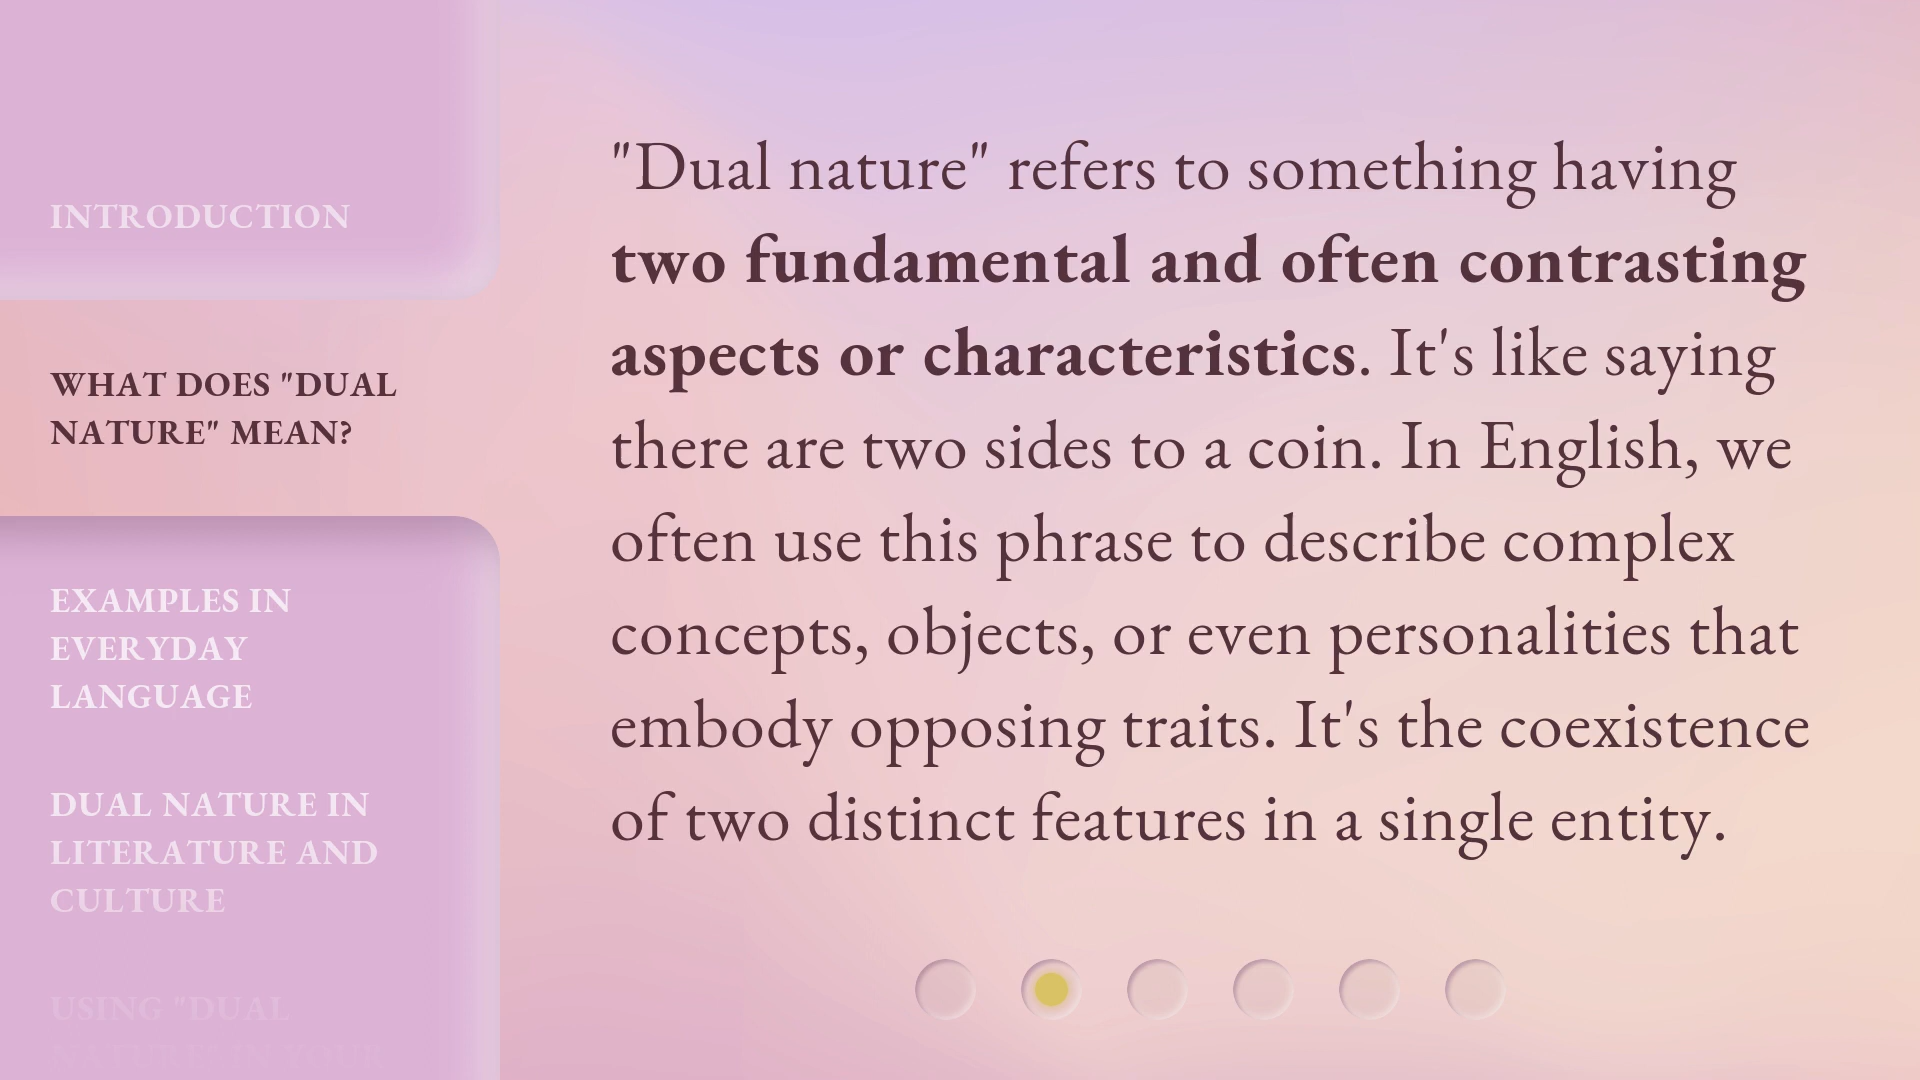 INTRODUCTION
WHAT DOES "DUAL
NATURE" MEAN?
EXAMPLES IN
EVERYDAY
LANGUAGE
DUAL NATURE IN
LITERATURE AND
CULTURE
USING "DUAL
"Dual nature" refers to something having
two fundamental and often contrasting
aspects or characteristics. It's like saying
there are two sides to a coin. In English, we
often use this phrase to describe complex
concepts, objects, or even personalities that
embody opposing traits. It's the coexistence
of two distinct features in a single entity.